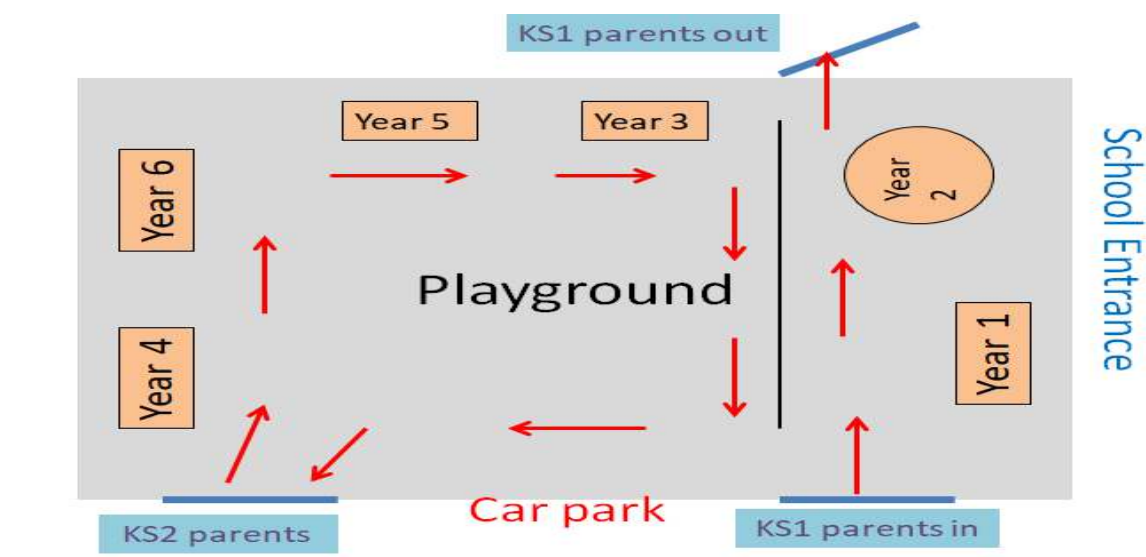 KS1 parents out
Year 5
Year 3
Year 6
Year
2
School Entrance
Playground
Year 4
Year 1
Car park
KS2 parents
KS1 parents in